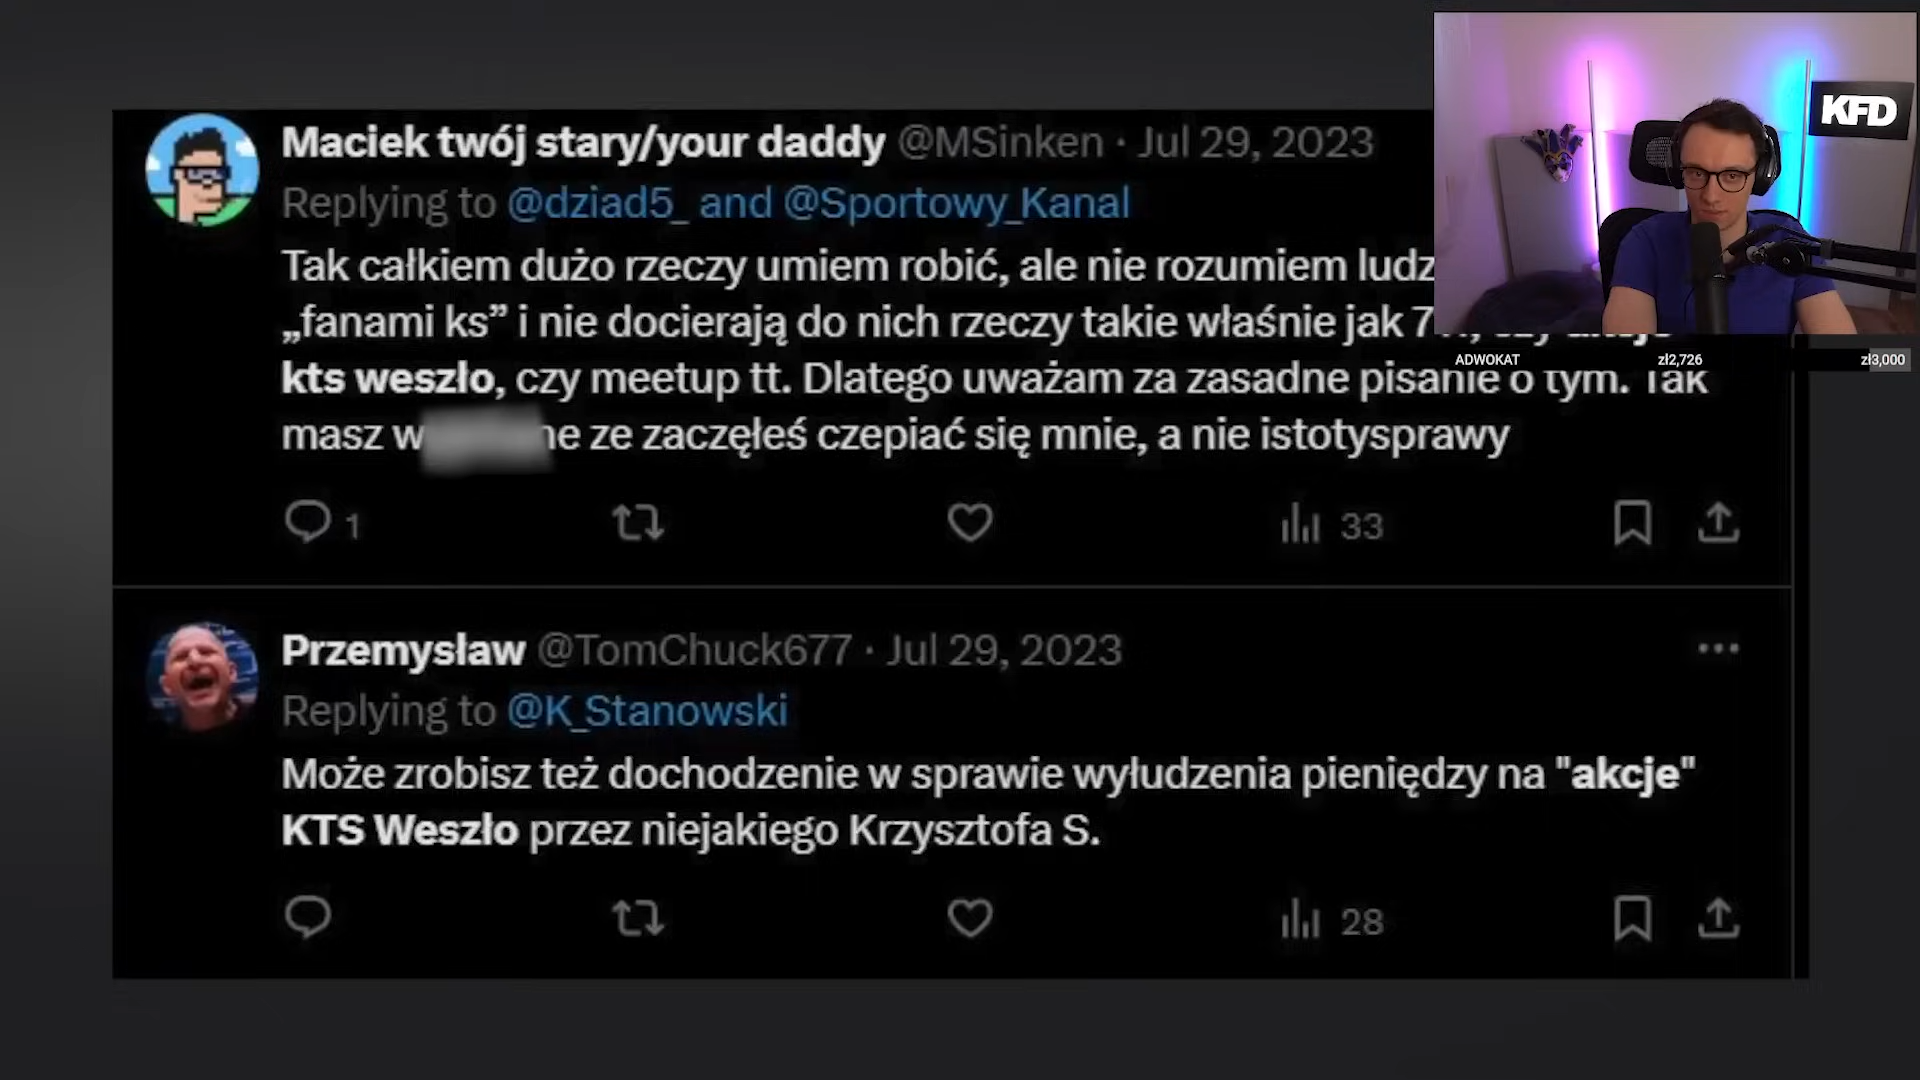 Maciek twój stary/your daddy @MSinken · Jul 29, 2023
Replying to @dziad5_ and @Sportowy_Kanal
Tak całkiem dużo rzeczy umiem robić, ale nie rozumiem ludz
„fanami ks” i nie docierają do nich rzeczy takie właśnie jak
kts weszło, czy meetup tt. Dlatego uważam za zasadne pisanie o tym. Tak
masz ze zaczęłeś czepiać się mnie, a nie istotysprawy
1
33
Przemysław @TomChuck677 · Jul 29, 2023
Replying to @K_Stanowski
Może zrobisz też dochodzenie w sprawie wyłudzenia pieniędzy na "akcje"
KTS Weszło przez niejakiego Krzysztofa S.
28
KFD
ADWOKAT zł2,726 zł3,000